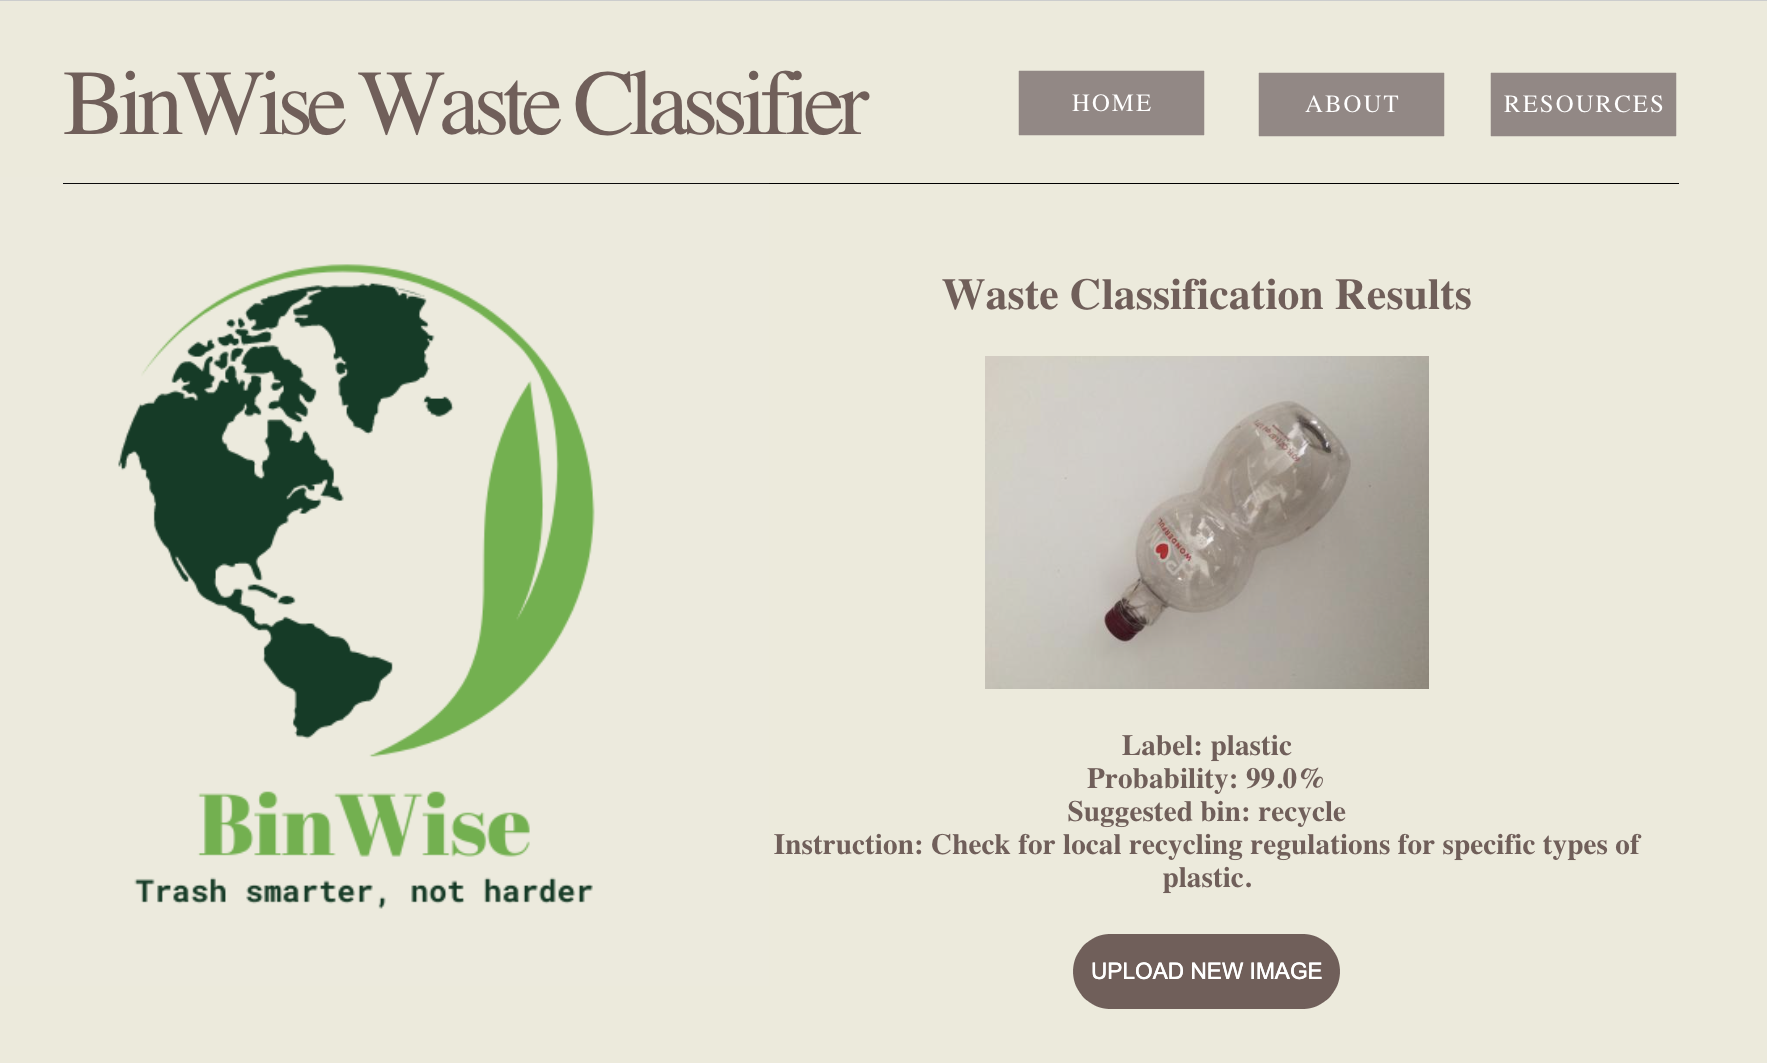 BinWise Waste Classifier
HOME
ABOUT
RESOURCES
Waste Classification Results
WONDERFUL
BinWise
Trash smarter, not harder
Label: plastic
Probability: 99.0%
Suggested bin: recycle
Instruction: Check for local recycling regulations for specific types of
plastic.
UPLOAD NEW IMAGE